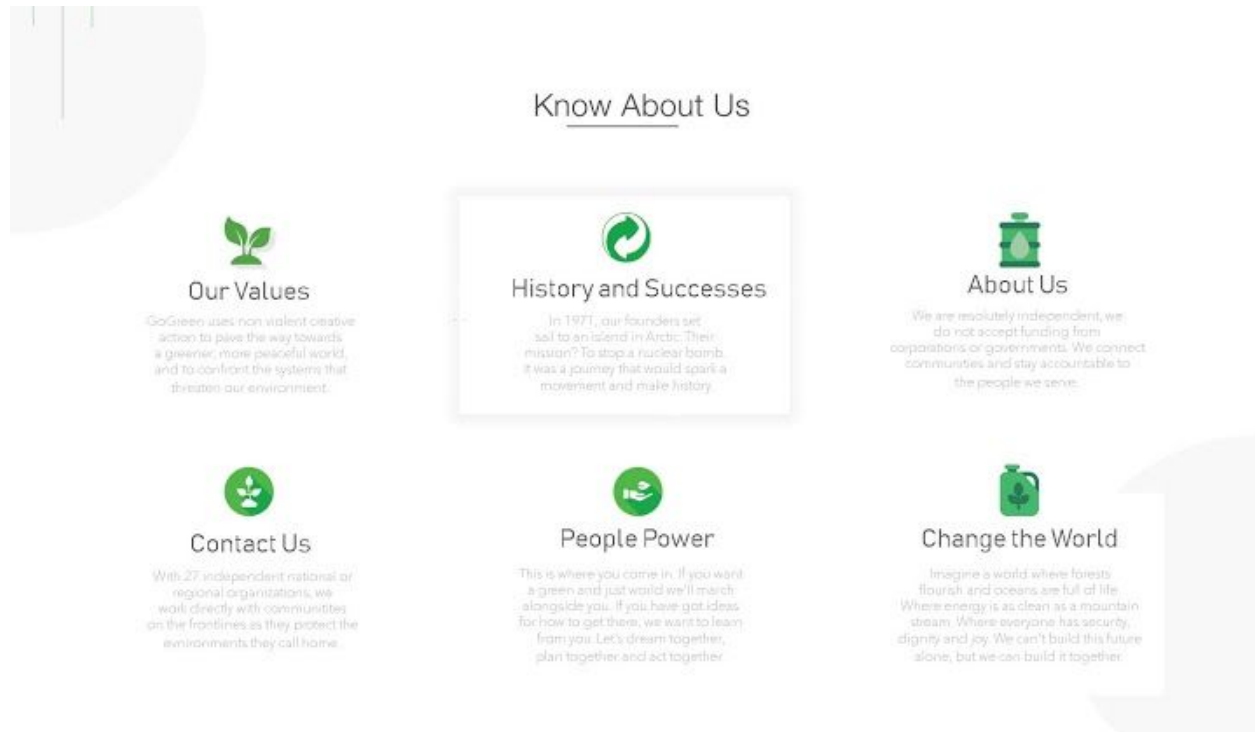 Know About Us
Our Values
GoGreen uses non violent creative
action to pave the way towards
a greener, more peaceful world,
and to confront the systems that
threaten our environment.
History and Successes
In 1971, our founders set
sail to an island in Arctic. Their
mission? To stop a nuclear bomb.
it was a journey that would spark a
movement and make history.
About Us
We are resolutely independent, we
do not accept funding from
corporations or governments. We connect
communities and stay accountable to
the people we serve.
Contact Us
With 27 independent national or
regional organizations, we
work directly with communitites
on the frontlines as they protect the
evnironments they call home.
People Power
This is where you come in. If you want
a green and just world we'll march
alongside you. If you have got ideas
for how to get there, we want to learn
from you. Let's dream together,
plan together and act together
Change the World
Imagine a world where forests
flourish and oceans are full of life
Where energy is as clean as a mountain
stream. Where everyone has security,
dignity and joy. We can't build this future
alone, but we can build it together.